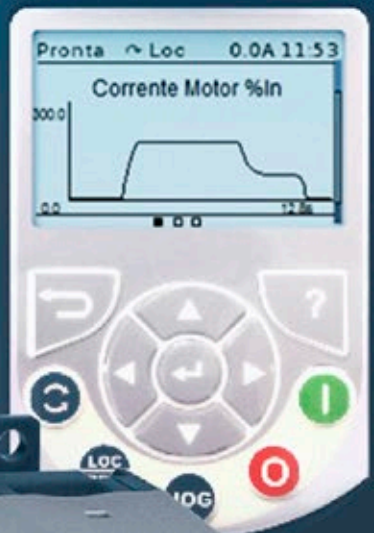 Pronta Loc 0.0A 11:53
Corrente Motor %In
300.0
0.0 12.8s
?
LOC
JOG